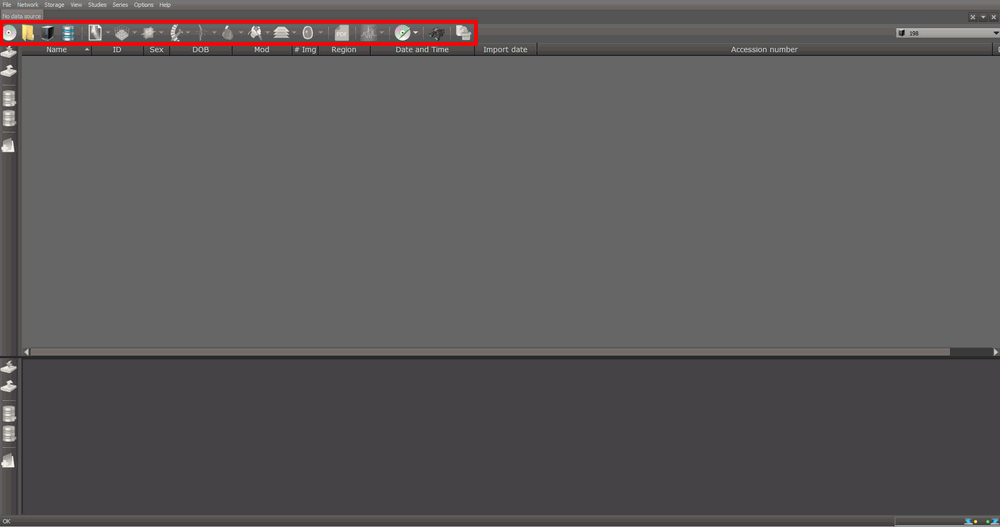 File Network Storage View Studies Series Options Help
No data source
PDF
198
Name ID Sex DOB Mod # Img Region Date and Time Import date Accession number
OK